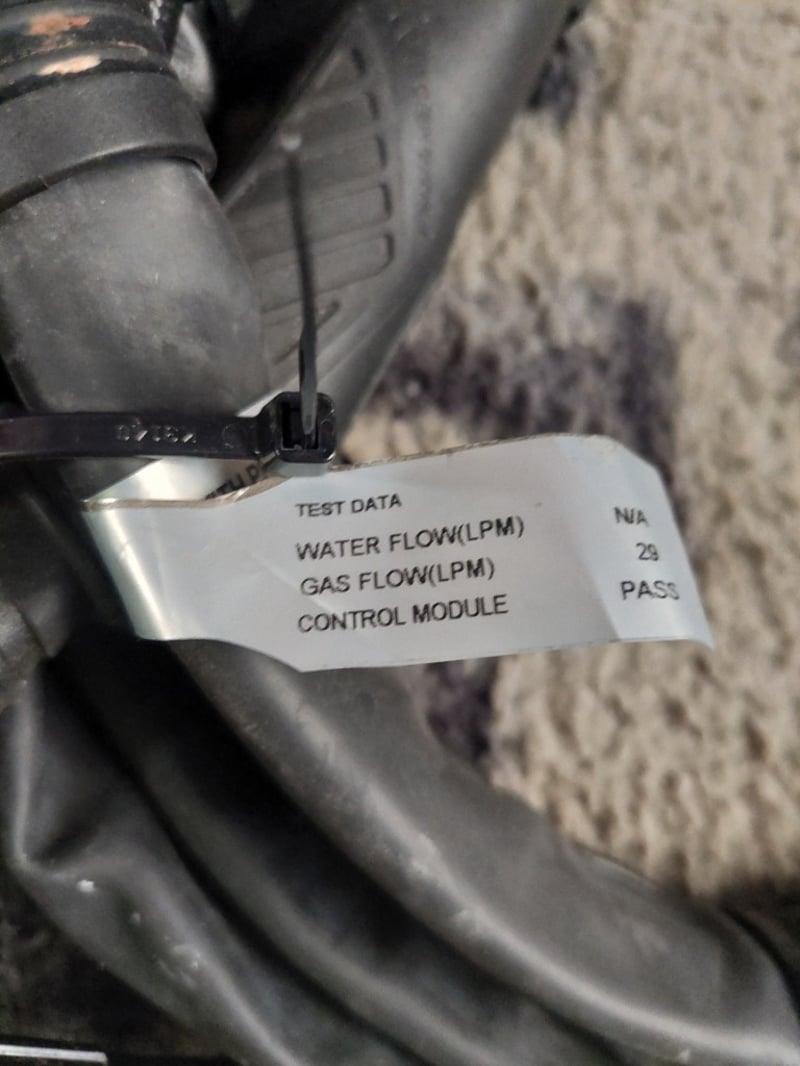 TEST DATA
WATER FLOW(LPM) N/A
GAS FLOW(LPM) 29
CONTROL MODULE PASS